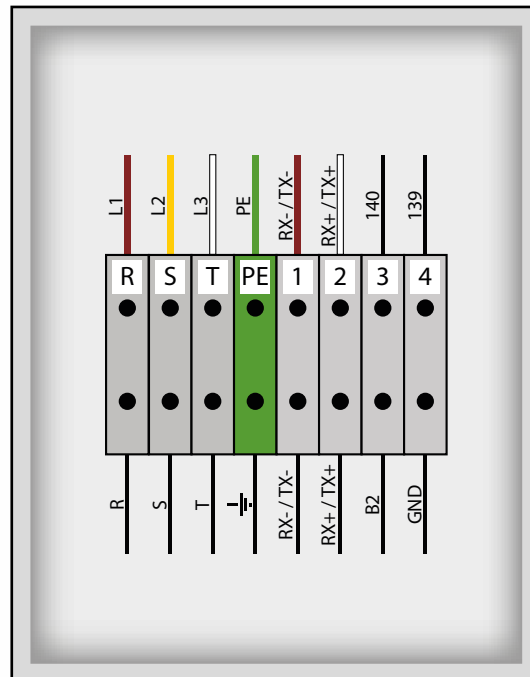 L1 L2 L3 PE RX- / TX- RX+ / TX+ 140 139
R S T PE 1 2 3 4
R S T RX- / TX- RX+ / TX+ B2 GND